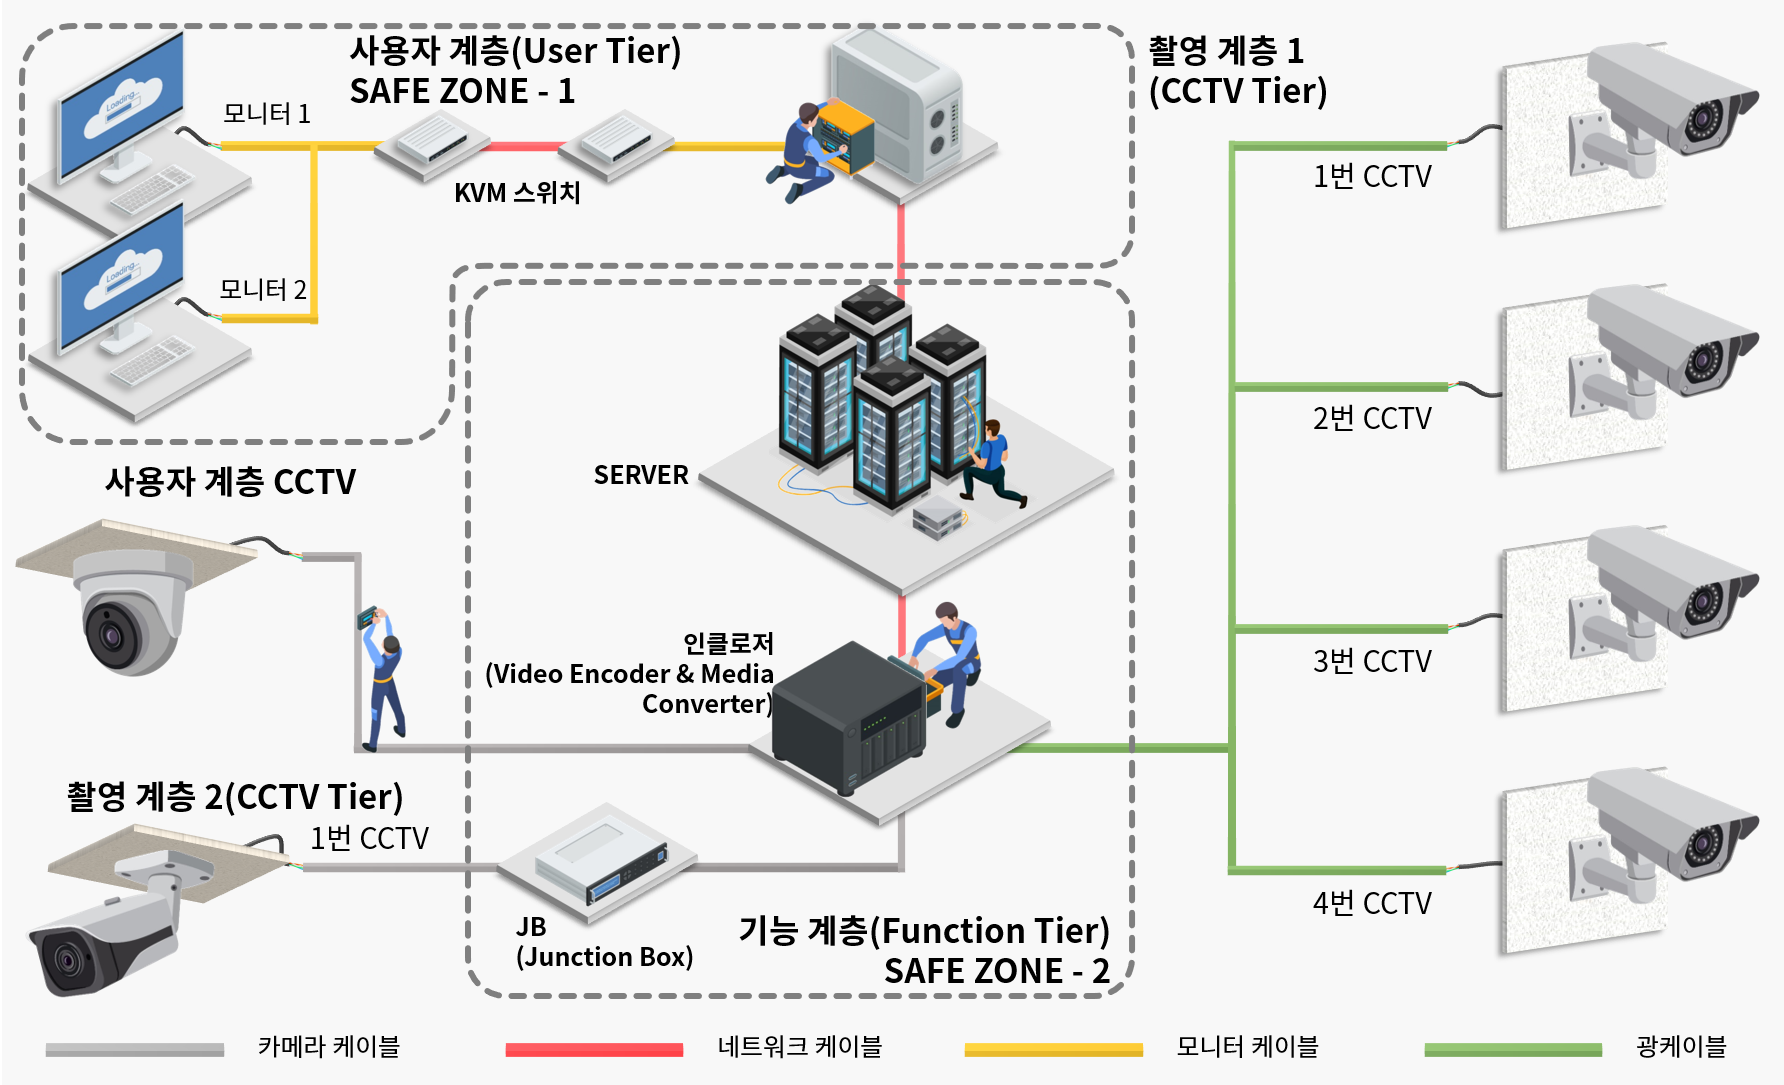 사용자 계층(User Tier)
SAFE ZONE - 1
촬영 계층 1
(CCTV Tier)
Loading...
모니터 1
KVM 스위치
1번 CCTV
Loading...
모니터 2
2번 CCTV
사용자 계층 CCTV
SERVER
인클로저
(Video Encoder & Media
Converter)
3번 CCTV
촬영 계층 2(CCTV Tier)
1번 CCTV
JB
(Junction Box)
기능 계층(Function Tier)
SAFE ZONE - 2
4번 CCTV
카메라 케이블
네트워크 케이블
모니터 케이블
광케이블